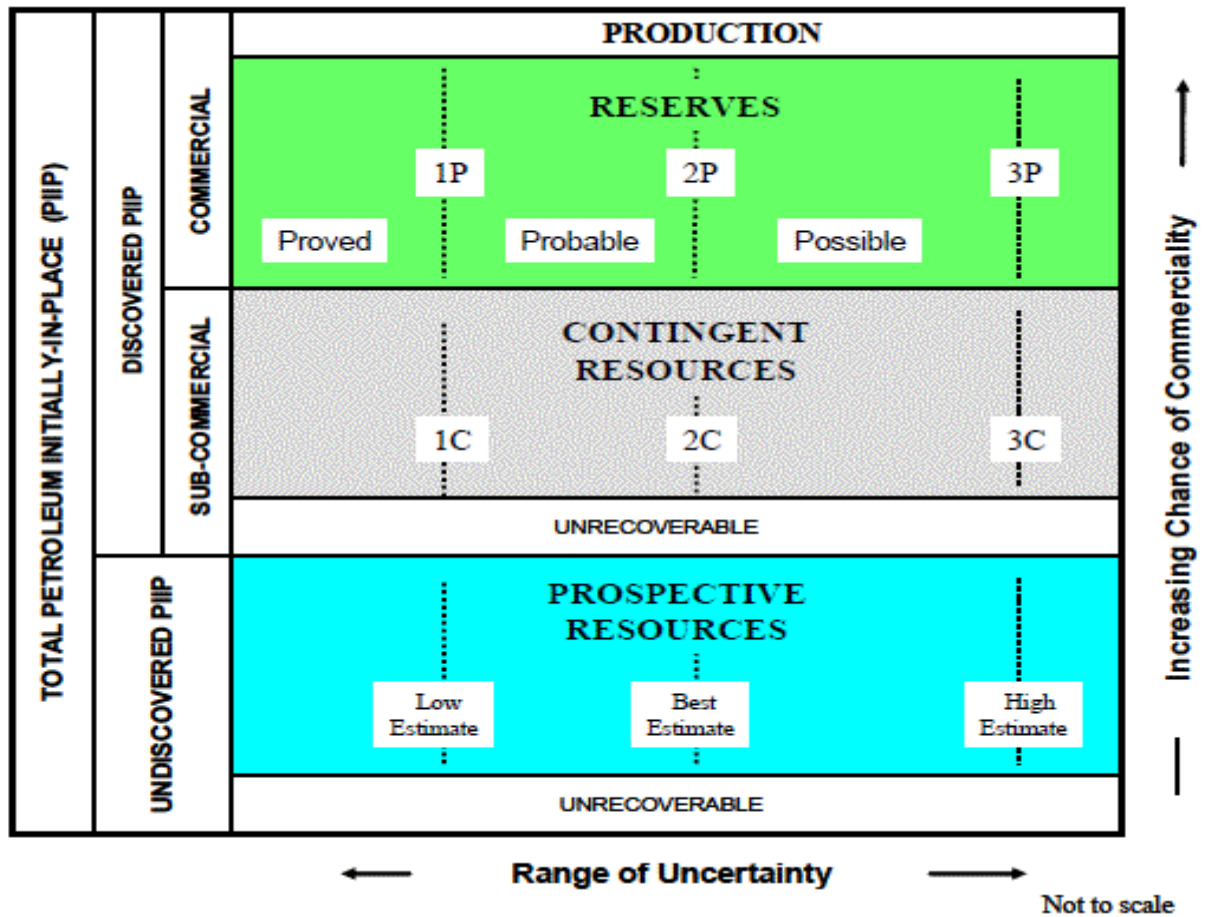 PRODUCTION
TOTAL PETROLEUM INITIALLY-IN-PLACE (PIIP)
DISCOVERED PIIP
COMMERCIAL
RESERVES
1P
2P
3P
Proved
Probable
Possible
SUB-COMMERCIAL
CONTINGENT
RESOURCES
1C
2C
3C
UNRECOVERABLE
UNDISCOVERED PIIP
PROSPECTIVE
RESOURCES
Low
Estimate
Best
Estimate
High
Estimate
UNRECOVERABLE
Increasing Chance of Commerciality
Range of Uncertainty
Not to scale